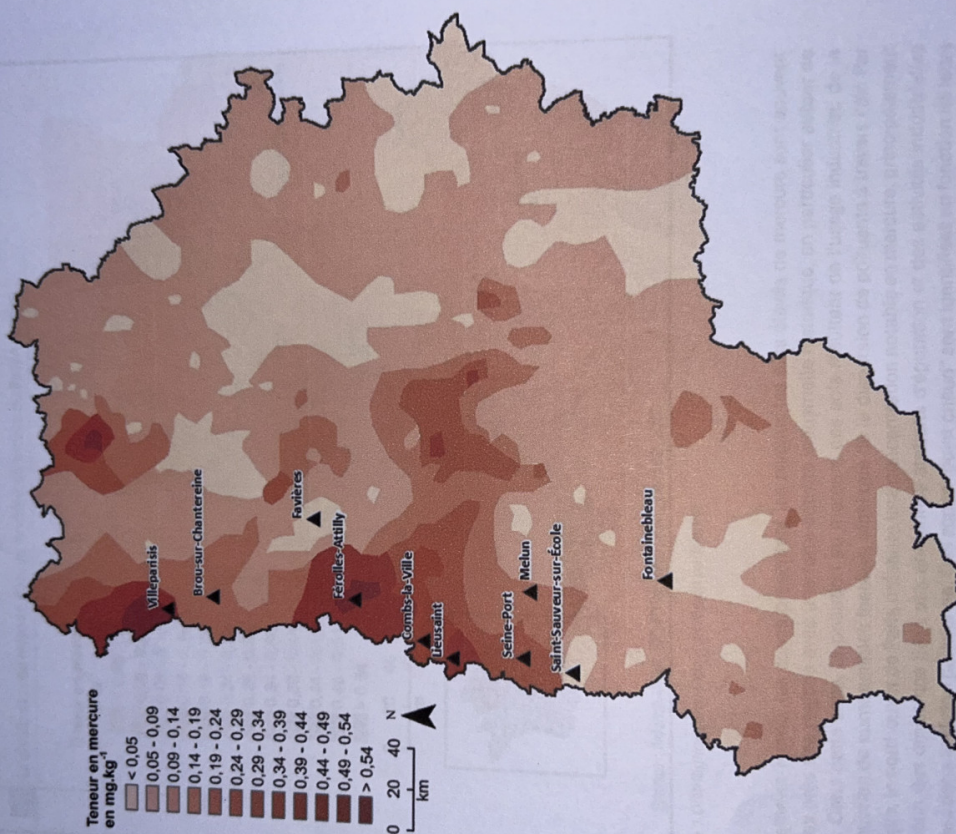 Teneur en mercure
en mg.kg⁻¹
< 0,05
0,05 - 0,09
0,09 - 0,14
0,14 - 0,19
0,19 - 0,24
0,24 - 0,29
0,29 - 0,34
0,34 - 0,39
0,39 - 0,44
0,44 - 0,49
0,49 - 0,54
> 0,54
0 20 40
km
N
Villeparisis
Brou-sur-Chantereine
Favières
Férolles-Attilly
Combs-la-Ville
Lieusaint
Seine-Port
Melun
Saint-Sauveur-sur-École
Fontainebleau